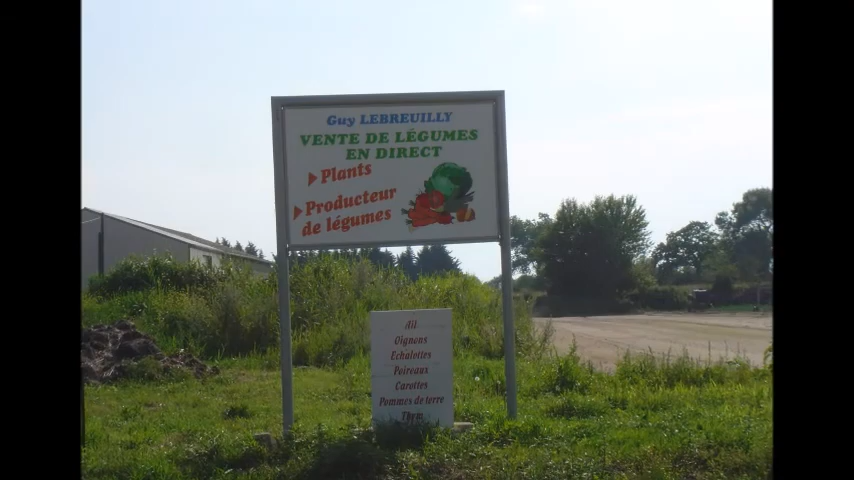 Guy LEBREUILLY
VENTE DE LÉGUMES
EN DIRECT
Plants
Producteur
de légumes
Ail
Oignons
Echalottes
Poireaux
Carottes
Pommes de terre
Thym